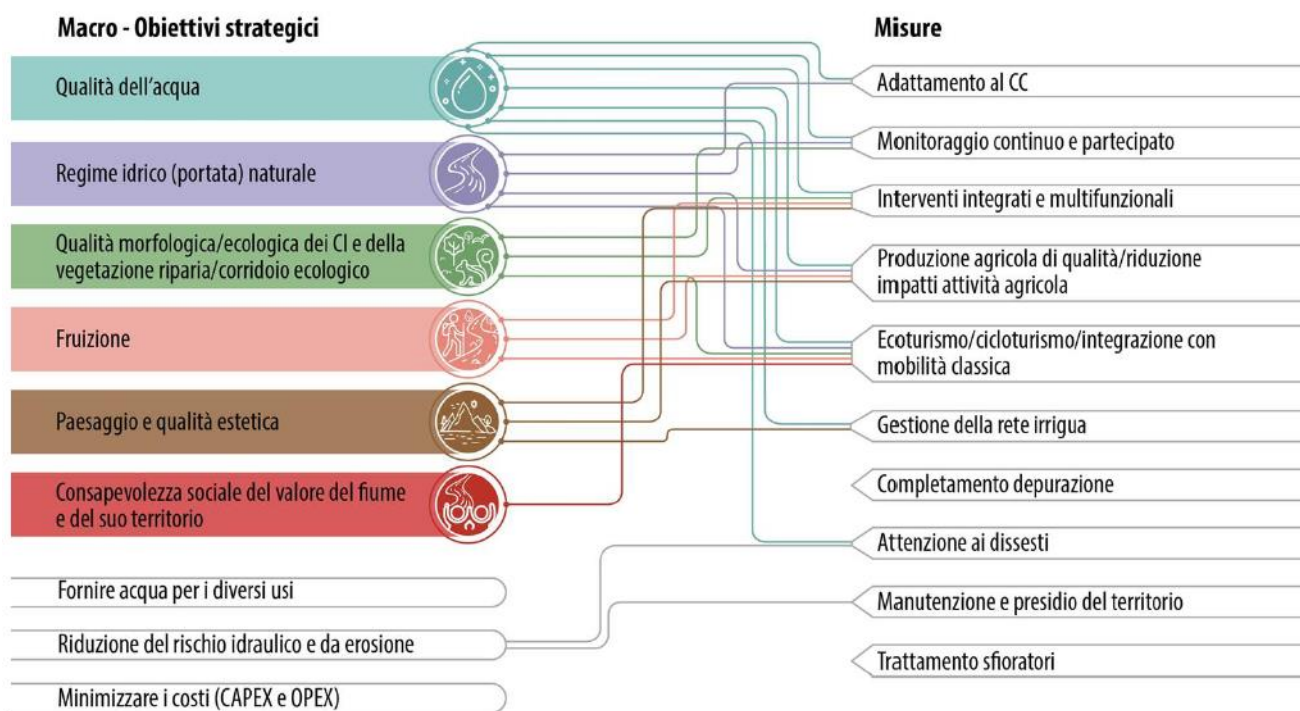 Macro - Obiettivi strategici
Qualità dell'acqua
Regime idrico (portata) naturale
Qualità morfologica/ecologica dei CI e della
vegetazione riparia/corridoio ecologico
Fruizione
Paesaggio e qualità estetica
Consapevolezza sociale del valore del fiume
e del suo territorio
Fornire acqua per i diversi usi
Riduzione del rischio idraulico e da erosione
Minimizzare i costi (CAPEX e OPEX)
Misure
Adattamento al CC
Monitoraggio continuo e partecipato
Interventi integrati e multifunzionali
Produzione agricola di qualità/riduzione
impatti attività agricola
Ecoturismo/cicloturismo/integrazione con
mobilità classica
Gestione della rete irrigua
Completamento depurazione
Attenzione ai dissesti
Manutenzione e presidio del territorio
Trattamento sfioratori